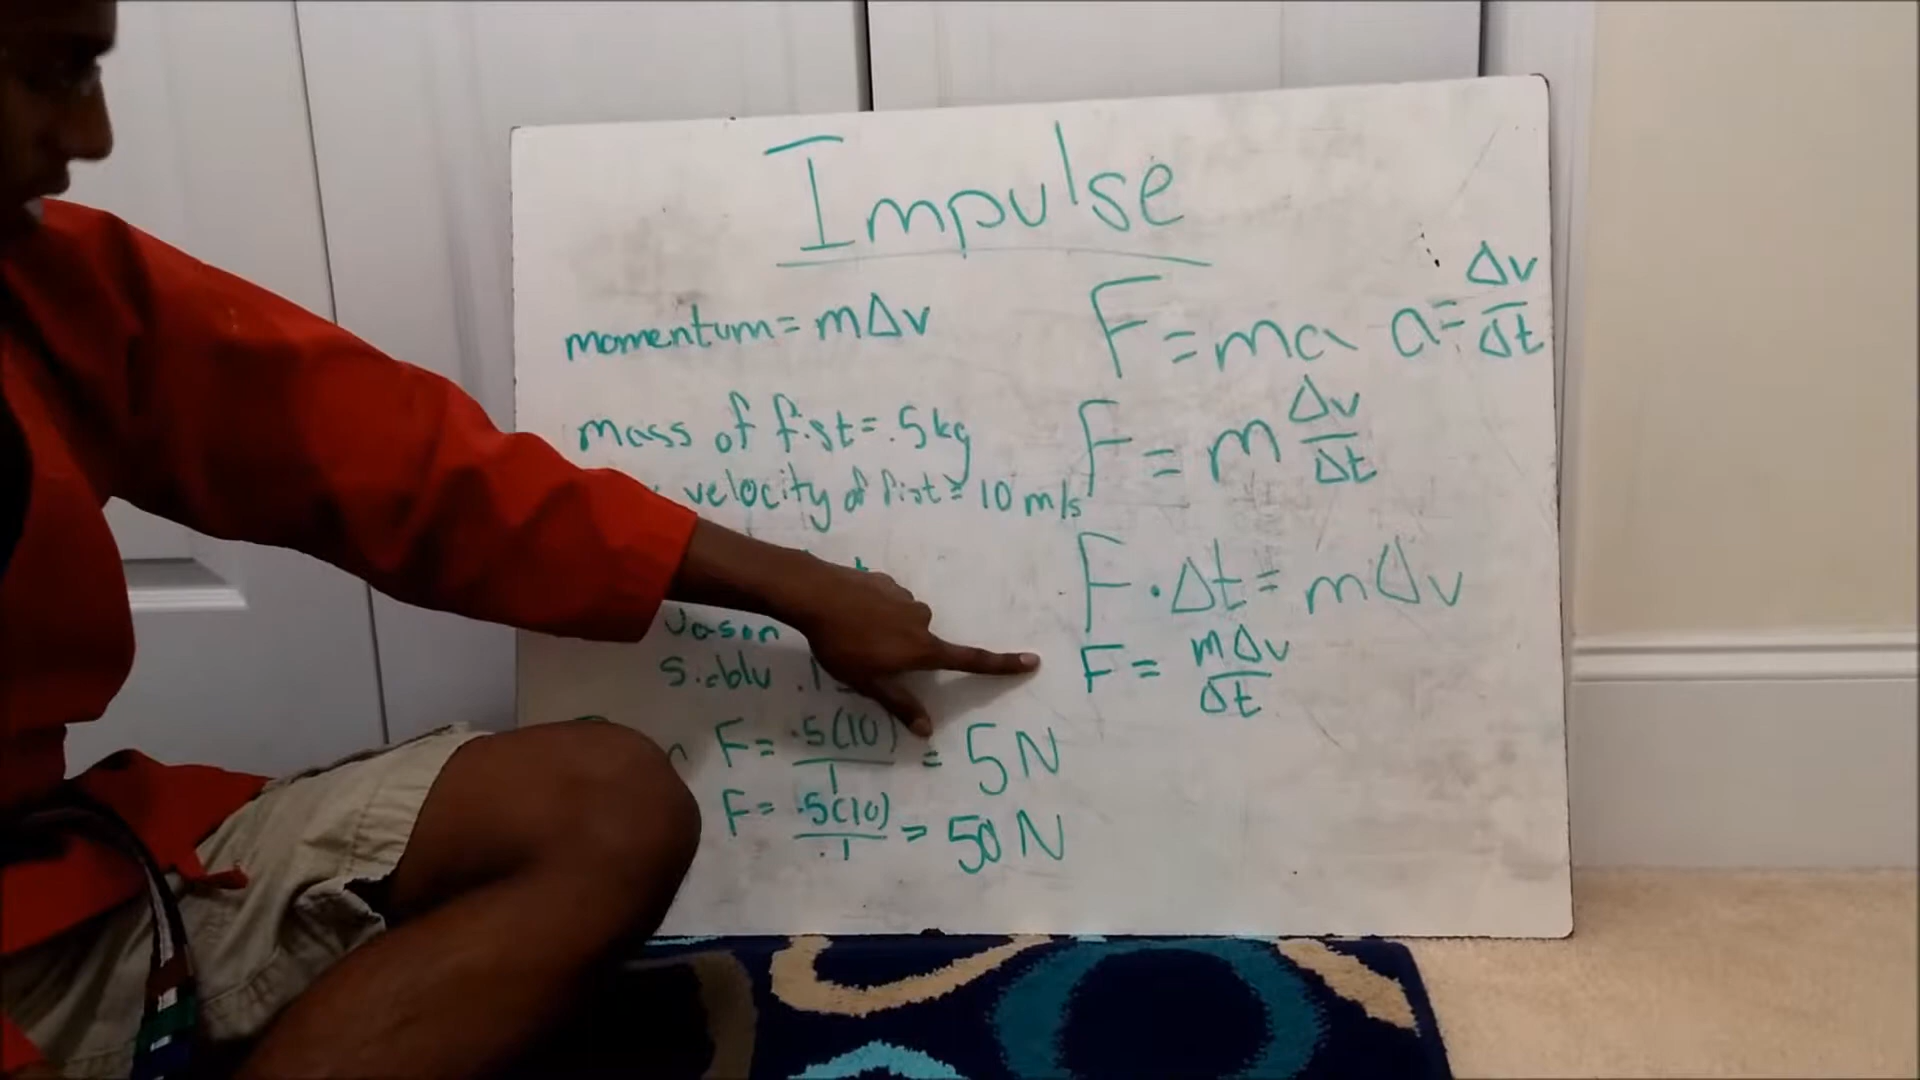 Impulse
momentum = mΔv
mass of fist = .5kg
velocity of fist = 10 m/s
Jason
F = .5(10)/1 = 5N
F = .5(10)/.1 = 50N
F = ma a = Δv/Δt
F = m Δv/Δt
F · Δt = mΔv
F = mΔv/Δt